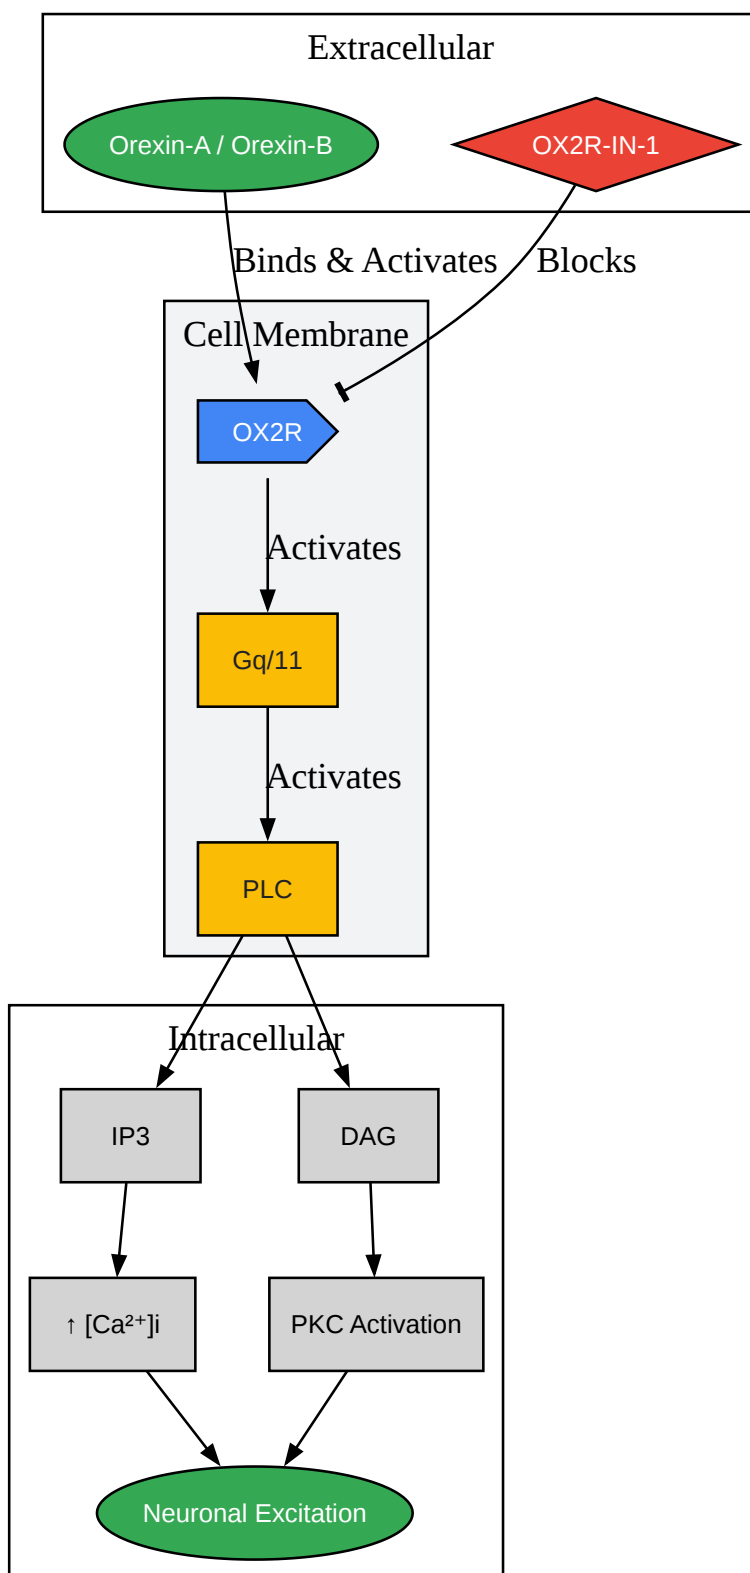 Extracellular
Orexin-A / Orexin-B
OX2R-IN-1
Binds & Activates
Blocks
Cell Membrane
OX2R
Activates
Gq/11
Activates
PLC
Intracellular
IP3
DAG
↑ [Ca²⁺]i
PKC Activation
Neuronal Excitation